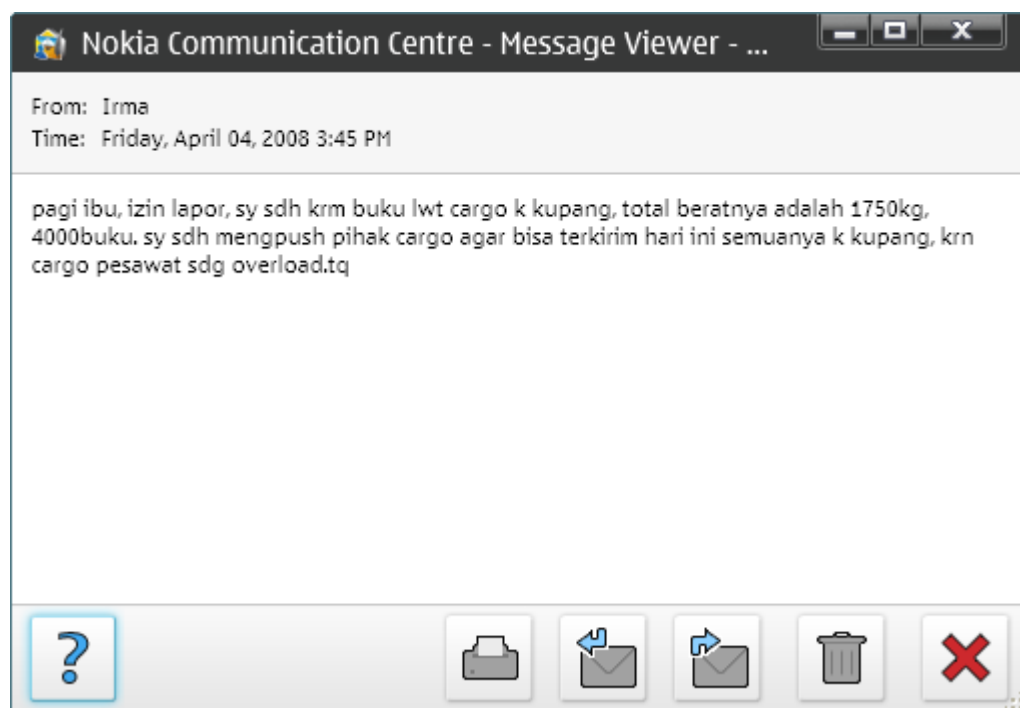 Nokia Communication Centre - Message Viewer - ...
From: Irma
Time: Friday, April 04, 2008 3:45 PM
pagi ibu, izin lapor, sy sdh krm buku lwt cargo k kupang, total beratnya adalah 1750kg,
4000buku. sy sdh mengpush pihak cargo agar bisa terkirim hari ini semuanya k kupang, krn
cargo pesawat sdg overload.tq